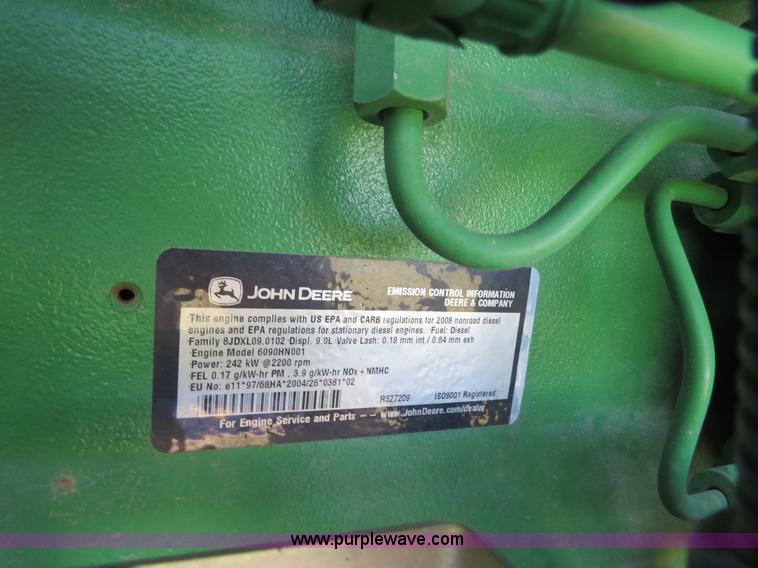 JOHN DEERE
EMISSION CONTROL INFORMATION
DEERE & COMPANY
This engine complies with US EPA and CARB regulations for 2008 nonroad diesel
engines and EPA regulations for stationary diesel engines. Fuel: Diesel
Family 8JDXL09.0102 Displ. 9.0L Valve Lash: 0.18 mm int / 0.64 mm exh
Engine Model 6090HN001
Power: 242 kW @2200 rpm
FEL 0.17 g/kW-hr PM , 3.9 g/kW-hr NOx + NMHC
EU No: e11*97/68HA*2004/26*0381*02
R527209 ISO9001 Registered
For Engine Service and Parts –– www.JohnDeere.com/dealer
www.purplewave.com